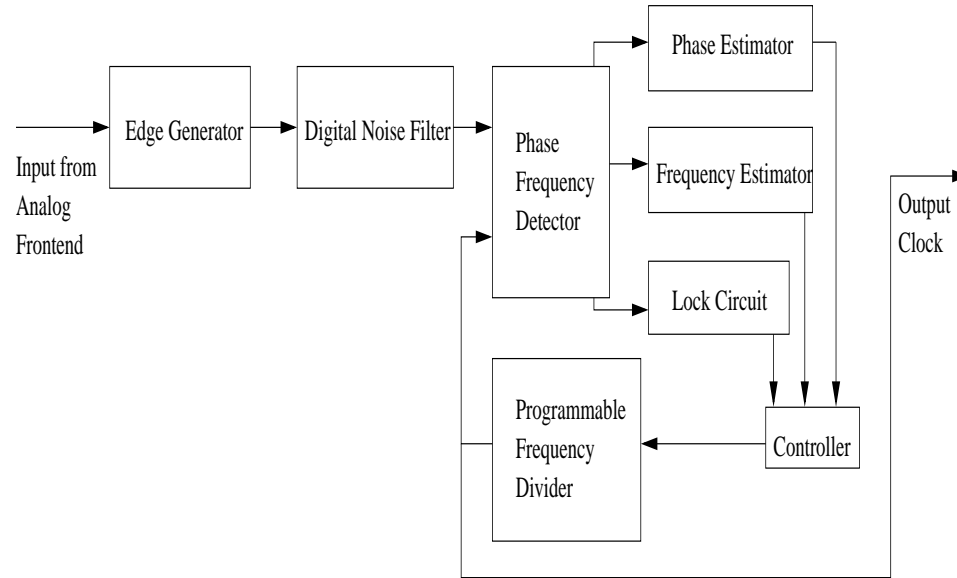 Input from
Analog
Frontend
Edge Generator
Digital Noise Filter
Phase
Frequency
Detector
Phase Estimator
Frequency Estimator
Lock Circuit
Controller
Programmable
Frequency
Divider
Output
Clock